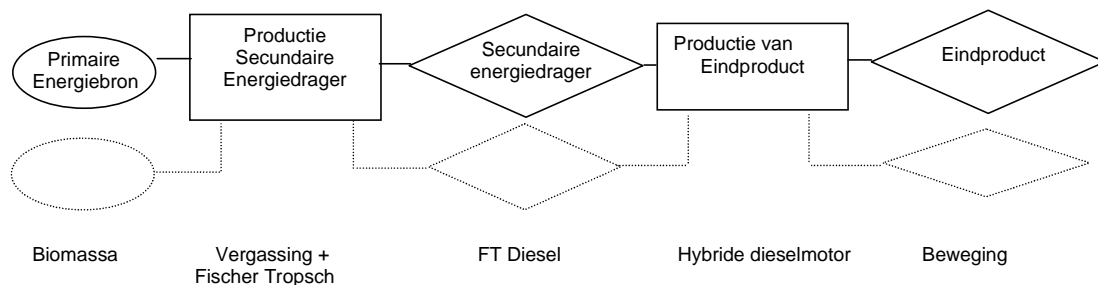 Primaire
Energiebron
Productie
Secundaire
Energiedrager
Secundaire
energiedrager
Productie van
Eindproduct
Eindproduct
Biomassa
Vergassing +
Fischer Tropsch
FT Diesel
Hybride dieselmotor
Beweging